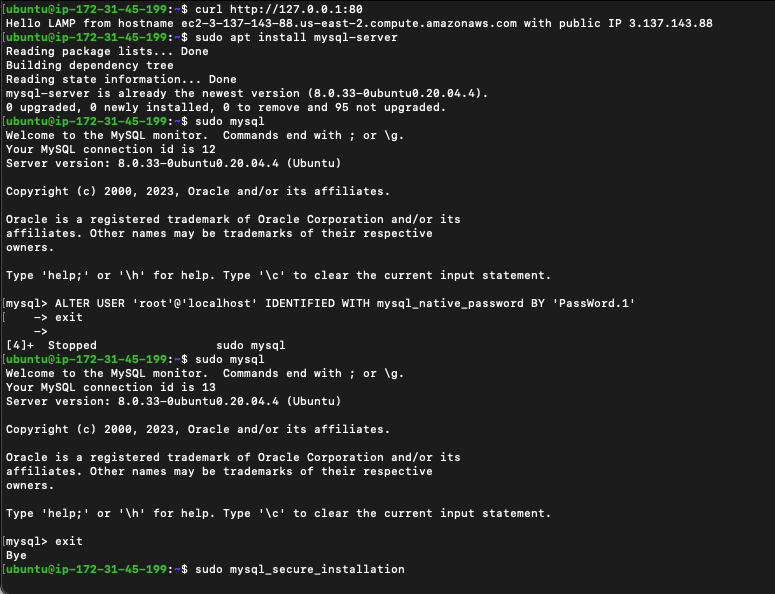 [ubuntu@ip-172-31-45-199:~$ curl http://127.0.0.1:80
Hello LAMP from hostname ec2-3-137-143-88.us-east-2.compute.amazonaws.com with public IP 3.137.143.88
[ubuntu@ip-172-31-45-199:~$ sudo apt install mysql-server
Reading package lists... Done
Building dependency tree
Reading state information... Done
mysql-server is already the newest version (8.0.33-0ubuntu0.20.04.4).
0 upgraded, 0 newly installed, 0 to remove and 95 not upgraded.
[ubuntu@ip-172-31-45-199:~$ sudo mysql
Welcome to the MySQL monitor.  Commands end with ; or \g.
Your MySQL connection id is 12
Server version: 8.0.33-0ubuntu0.20.04.4 (Ubuntu)

Copyright (c) 2000, 2023, Oracle and/or its affiliates.

Oracle is a registered trademark of Oracle Corporation and/or its
affiliates. Other names may be trademarks of their respective
owners.

Type 'help;' or '\h' for help. Type '\c' to clear the current input statement.

[mysql> ALTER USER 'root'@'localhost' IDENTIFIED WITH mysql_native_password BY 'PassWord.1'
[    -> exit
    ->
[4]+  Stopped                 sudo mysql
[ubuntu@ip-172-31-45-199:~$ sudo mysql
Welcome to the MySQL monitor.  Commands end with ; or \g.
Your MySQL connection id is 13
Server version: 8.0.33-0ubuntu0.20.04.4 (Ubuntu)

Copyright (c) 2000, 2023, Oracle and/or its affiliates.

Oracle is a registered trademark of Oracle Corporation and/or its
affiliates. Other names may be trademarks of their respective
owners.

Type 'help;' or '\h' for help. Type '\c' to clear the current input statement.

[mysql> exit
Bye
[ubuntu@ip-172-31-45-199:~$ sudo mysql_secure_installation